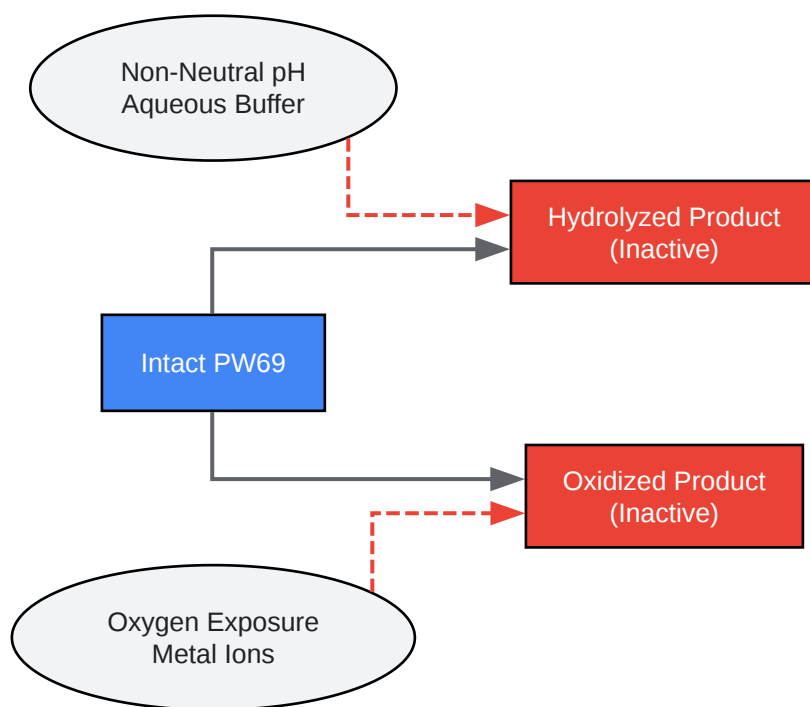 Non-Neutral pH
Aqueous Buffer
Hydrolyzed Product
(Inactive)
Intact PW69
Oxidized Product
(Inactive)
Oxygen Exposure
Metal Ions